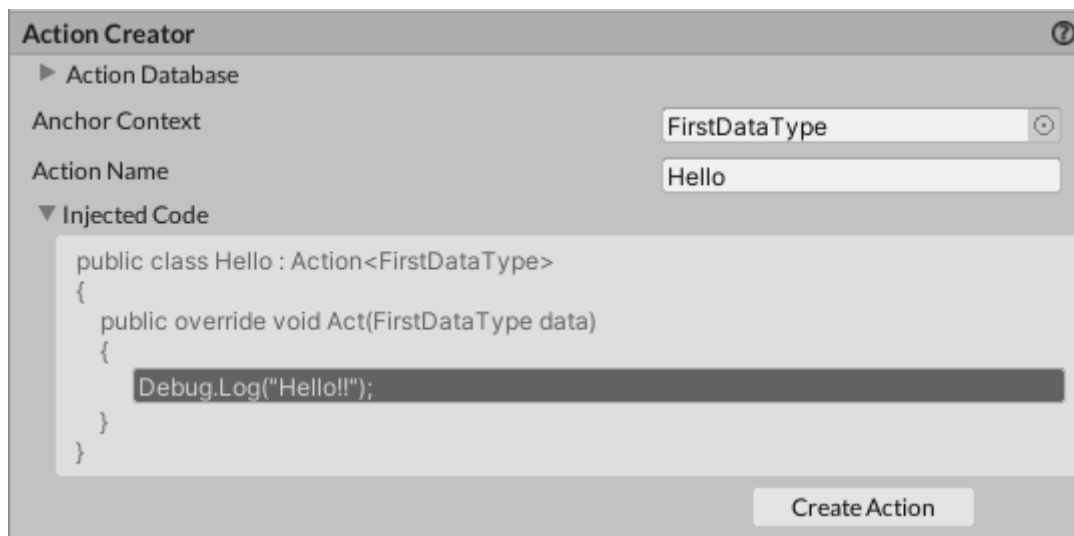 Action Creator
Action Database
Anchor Context
FirstDataType
Action Name
Hello
Injected Code
public class Hello : Action<FirstDataType>
{
public override void Act(FirstDataType data)
{
Debug.Log("Hello!!");
}
}
Create Action